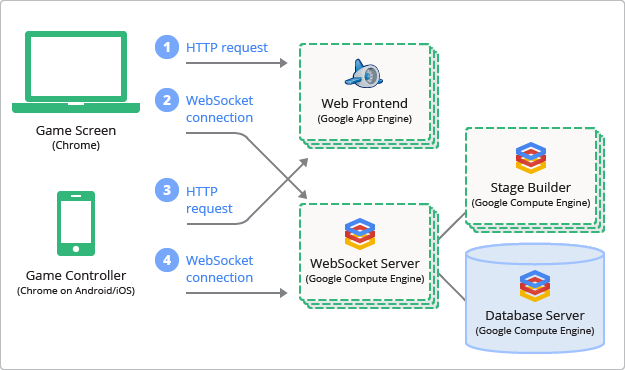 1 HTTP request
2 WebSocket
connection
Game Screen
(Chrome)
Web Frontend
(Google App Engine)
3 HTTP
request
4 WebSocket
connection
Game Controller
(Chrome on Android/iOS)
WebSocket Server
(Google Compute Engine)
Stage Builder
(Google Compute Engine)
Database Server
(Google Compute Engine)